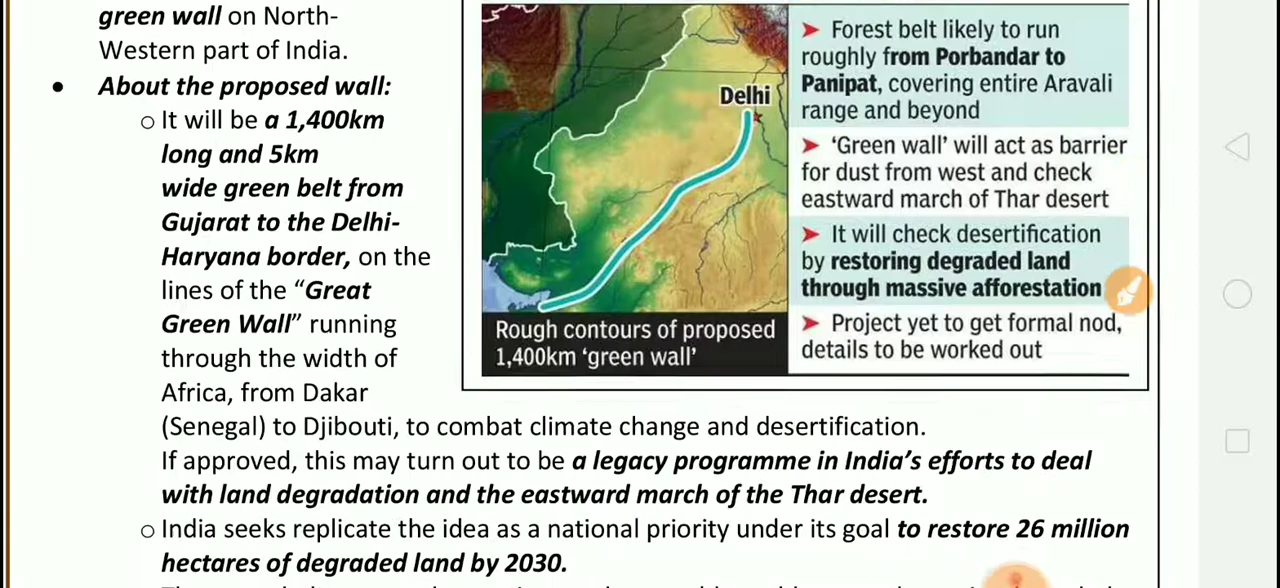 green wall on North-
Western part of India.
• About the proposed wall:
o It will be a 1,400km
long and 5km
wide green belt from
Gujarat to the Delhi-
Haryana border, on the
lines of the “Great
Green Wall” running
through the width of
Africa, from Dakar
(Senegal) to Djibouti, to combat climate change and desertification.
If approved, this may turn out to be a legacy programme in India’s efforts to deal
with land degradation and the eastward march of the Thar desert.
o India seeks replicate the idea as a national priority under its goal to restore 26 million
hectares of degraded land by 2030.
Delhi
Rough contours of proposed
1,400km ‘green wall’
➤ Forest belt likely to run
roughly from Porbandar to
Panipat, covering entire Aravali
range and beyond
➤ ‘Green wall’ will act as barrier
for dust from west and check
eastward march of Thar desert
➤ It will check desertification
by restoring degraded land
through massive afforestation
➤ Project yet to get formal nod,
details to be worked out